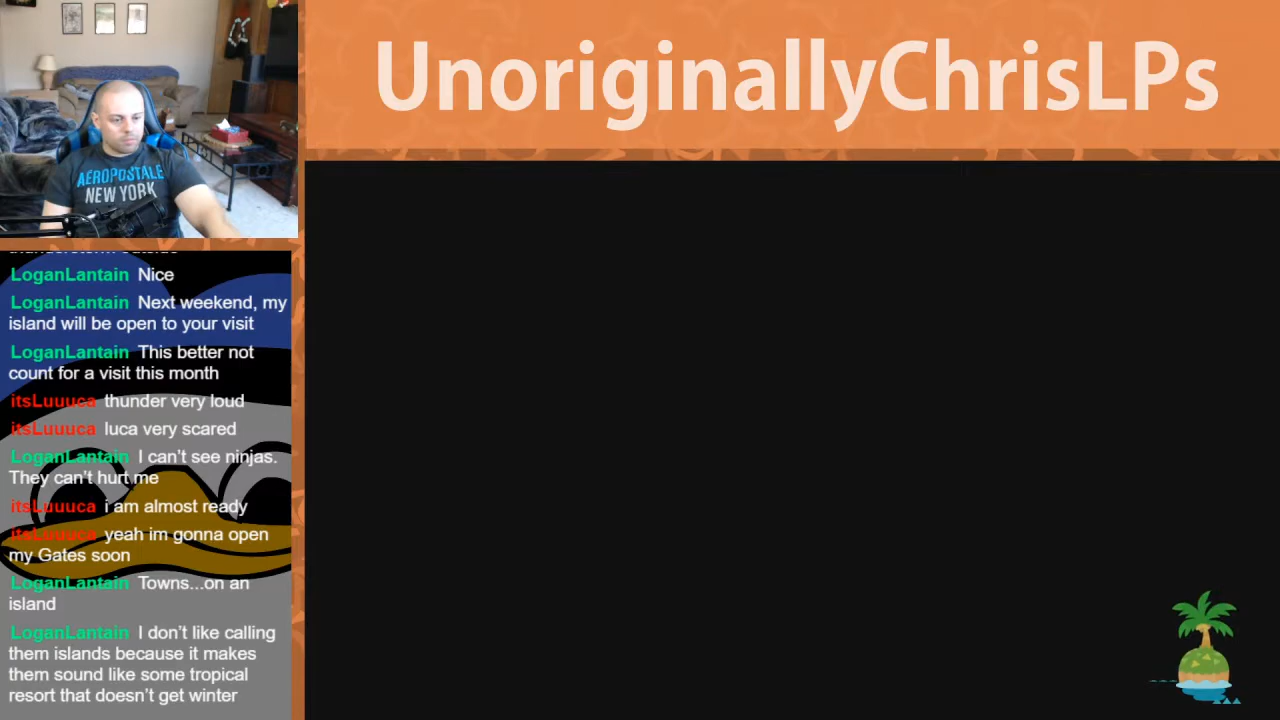 UnoriginallyChrisLPs
AÉROPOSTALE
NEW YORK
LoganLantain Nice
LoganLantain Next weekend, my
island will be open to your visit
LoganLantain This better not
count for a visit this month
itsLuuuca thunder very loud
itsLuuuca luca very scared
LoganLantain I can't see ninjas.
They can't hurt me
itsLuuuca i am almost ready
itsLuuuca yeah im gonna open
my Gates soon
LoganLantain Towns...on an
island
LoganLantain I don't like calling
them islands because it makes
them sound like some tropical
resort that doesn't get winter